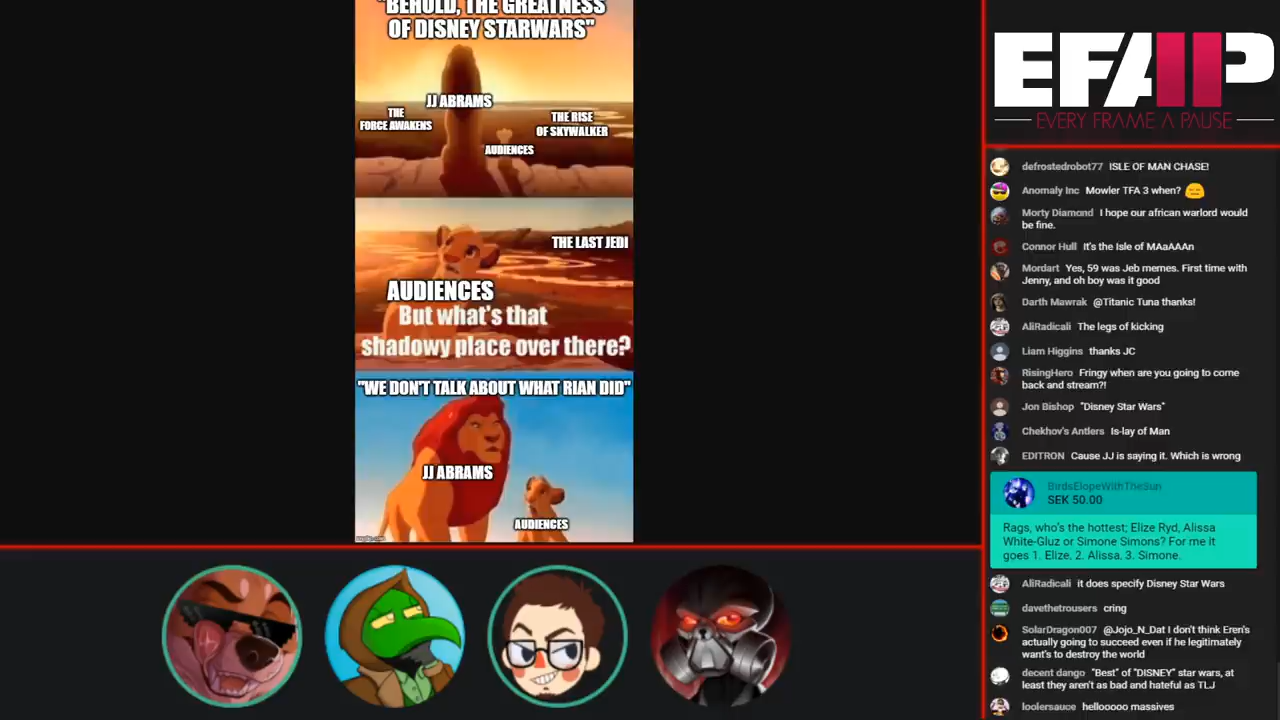 "BEHOLD, THE GREATNESS
OF DISNEY STARWARS"
JJ ABRAMS
THE
FORCE AWAKENS
THE RISE
OF SKYWALKER
AUDIENCES
THE LAST JEDI
AUDIENCES
But what's that
shadowy place over there?
"WE DON'T TALK ABOUT WHAT RIAN DID"
JJ ABRAMS
AUDIENCES
imgflip.com
EFAP
EVERY FRAME A PAUSE
defrostedrobot77 ISLE OF MAN CHASE!
Anomaly Inc Mowler TFA 3 when? 😑
Morty Diamond I hope our african warlord would
be fine.
Connor Hull It's the Isle of MAaAAAn
Mordart Yes, 59 was Jeb memes. First time with
Jenny, and oh boy was it good
Darth Mawrak @Titanic Tuna thanks!
AliRadicali The legs of kicking
Liam Higgins thanks JC
RisingHero Fringy when are you going to come
back and stream?!
Jon Bishop "Disney Star Wars"
Chekhov's Antlers Is-lay of Man
EDITRON Cause JJ is saying it. Which is wrong
BirdsElopeWithTheSun
SEK 50.00
Rags, who's the hottest; Elize Ryd, Alissa
White-Gluz or Simone Simons? For me it
goes 1. Elize, 2. Alissa, 3. Simone.
AliRadicali it does specify Disney Star Wars
davethetrousers cring
SolarDragon007 @Jojo_N_Dat I don't think Eren's
actually going to succeed even if he legitimately
want's to destroy the world
decent dango "Best" of "DISNEY" star wars, at
least they aren't as bad and hateful as TLJ
loolersauce hellooooo massives